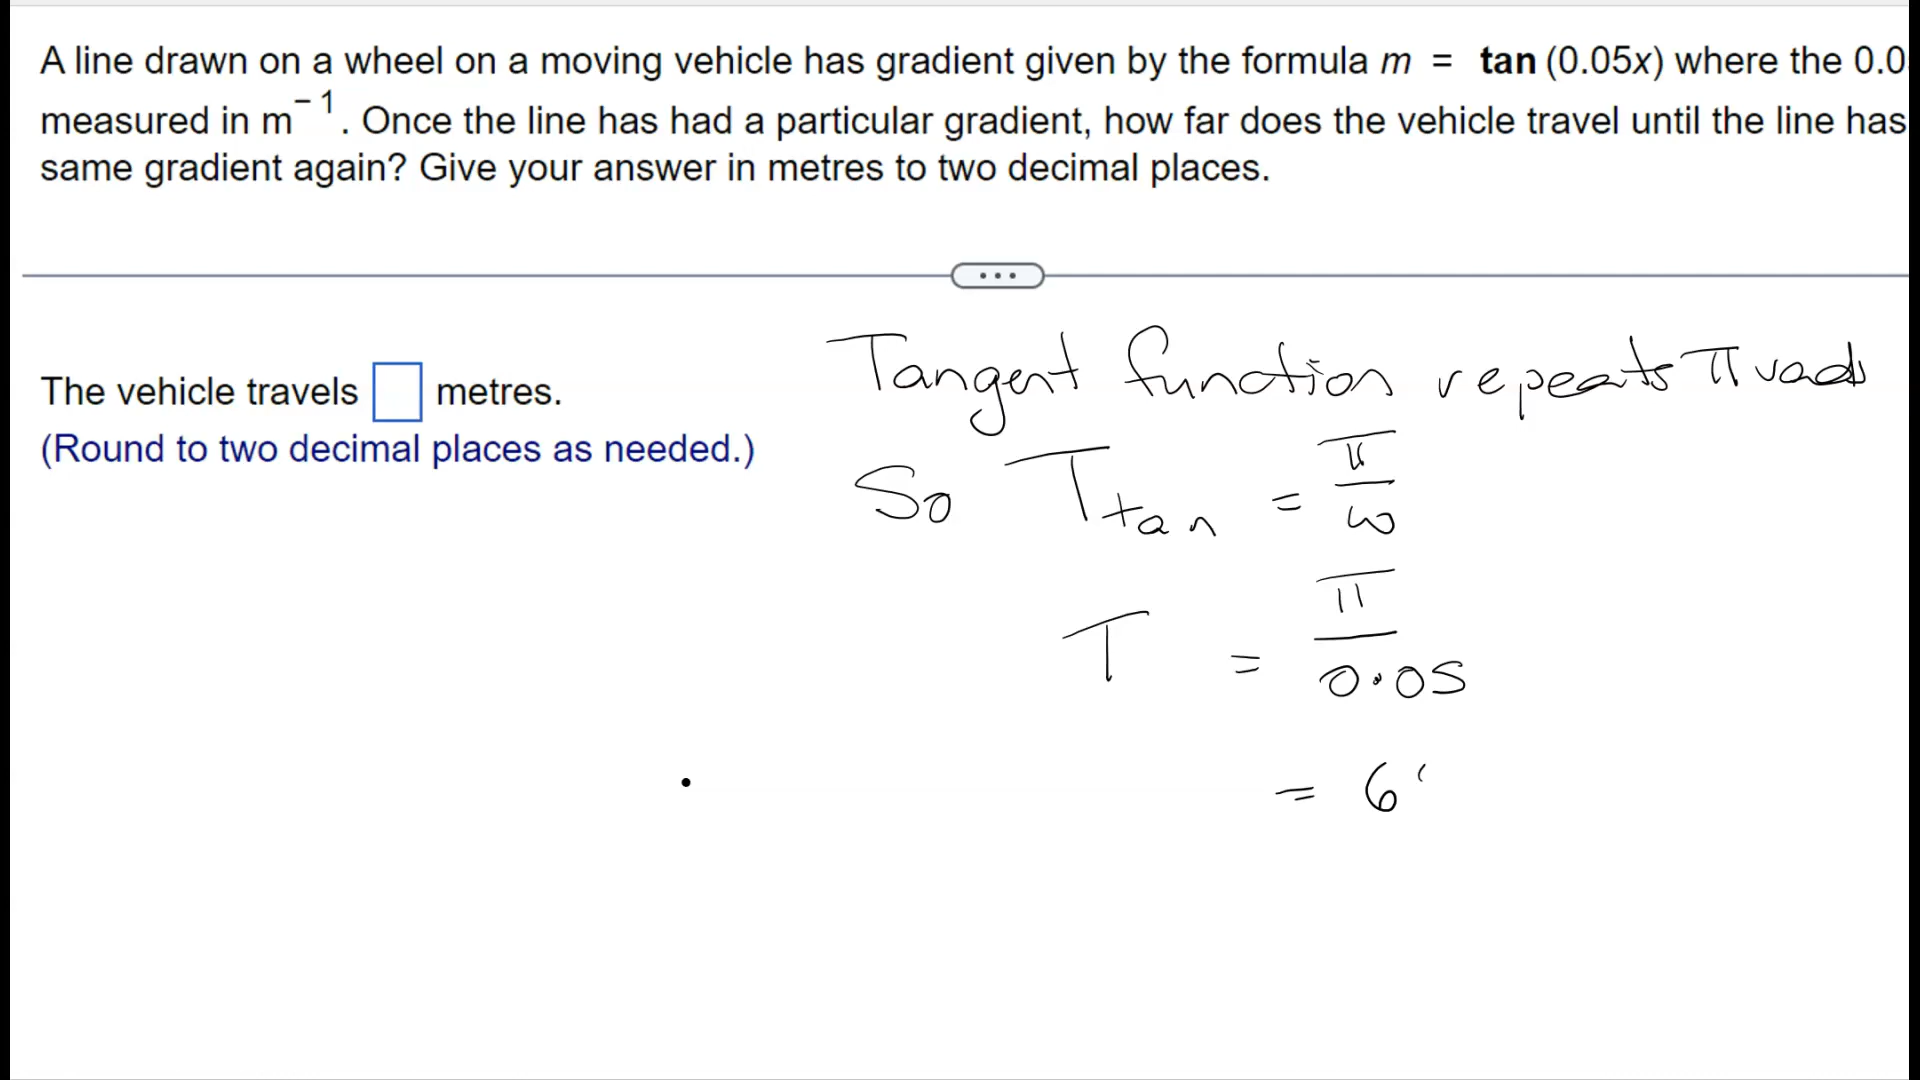 A line drawn on a wheel on a moving vehicle has gradient given by the formula m = tan (0.05x) where the 0.0
measured in m⁻¹. Once the line has had a particular gradient, how far does the vehicle travel until the line has
same gradient again? Give your answer in metres to two decimal places.
The vehicle travels metres.
(Round to two decimal places as needed.)
Tangent function repeats π rads
So T tan = π/ω
T = π/0.05
= 6